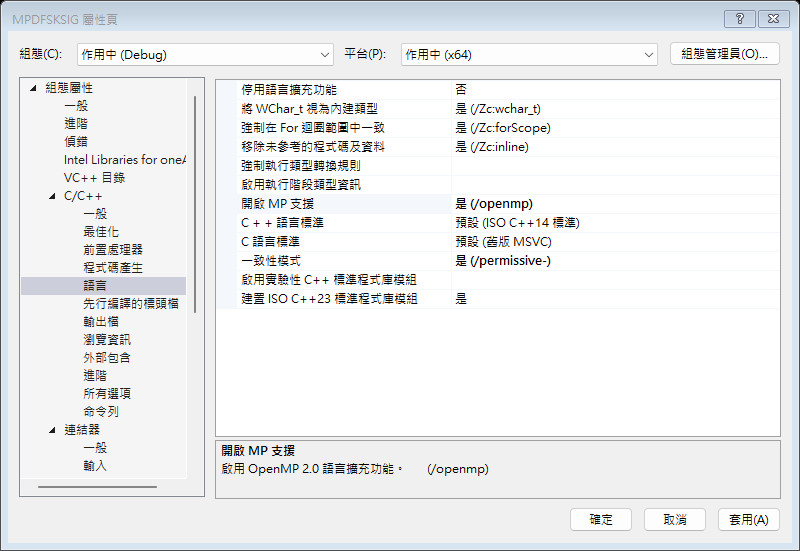 MPDFSKSIG 屬性頁
組態(C): 作用中 (Debug) 平台(P): 作用中 (x64) 組態管理員(O)...
組態屬性
一般
進階
偵錯
Intel Libraries for oneA
VC++ 目錄
C/C++
一般
最佳化
前置處理器
程式碼產生
語言
先行編譯的標頭檔
輸出檔
瀏覽資訊
外部包含
進階
所有選項
命令列
連結器
一般
輸入
停用語言擴充功能 否
將 WChar_t 視為內建類型 是 (/Zc:wchar_t)
強制在 For 迴圈範圍中一致 是 (/Zc:forScope)
移除未參考的程式碼及資料 是 (/Zc:inline)
強制執行類型轉換規則
啟用執行階段類型資訊
開啟 MP 支援 是 (/openmp)
C + + 語言標準 預設 (ISO C++14 標準)
C 語言標準 預設 (舊版 MSVC)
一致性模式 是 (/permissive-)
啟用實驗性 C++ 標準程式庫模組
建置 ISO C++23 標準程式庫模組 是
開啟 MP 支援
啟用 OpenMP 2.0 語言擴充功能。 (/openmp)
確定 取消 套用(A)